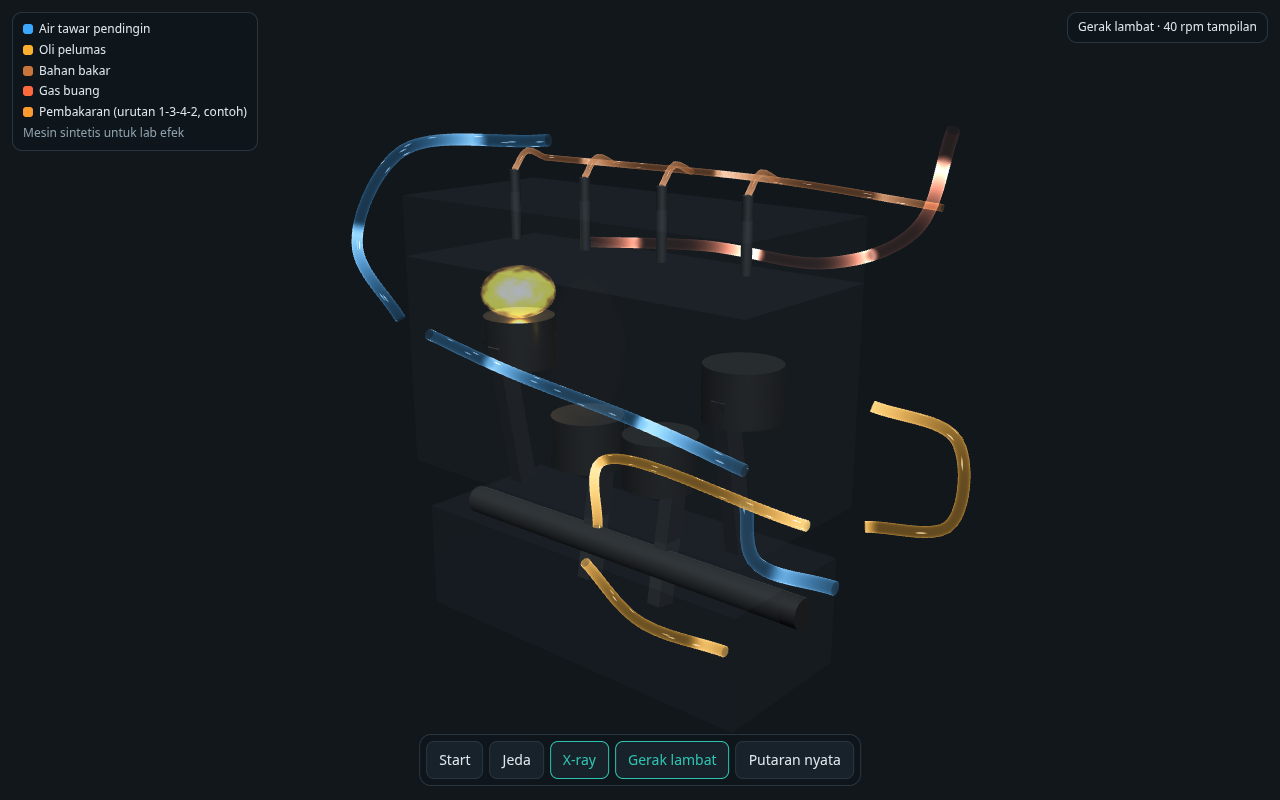 Air tawar pendingin
Oli pelumas
Bahan bakar
Gas buang
Pembakaran (urutan 1-3-4-2, contoh)
Mesin sintetis untuk lab efek
Gerak lambat · 40 rpm tampilan
Start
Jeda
X-ray
Gerak lambat
Putaran nyata